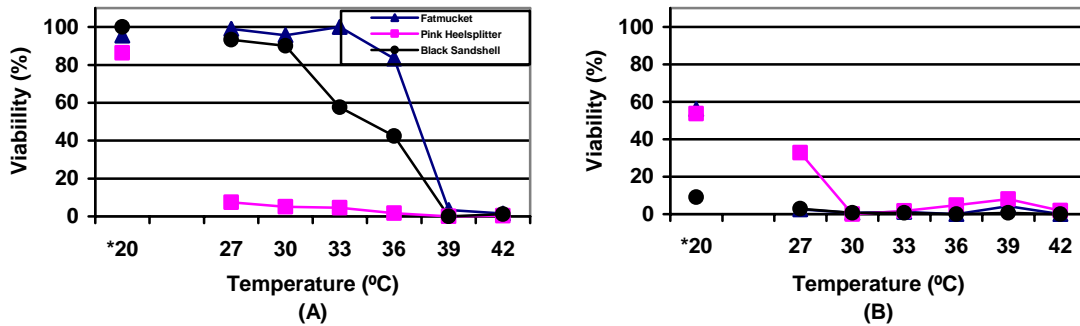 Viabiility (%)
100
80
60
40
20
0
Fatmucket
Pink Heelsplitter
Black Sandshell
*20 27 30 33 36 39 42
Temperature (ºC)
(A)
Viability (%)
100
80
60
40
20
0
*20 27 30 33 36 39 42
Temperature (ºC)
(B)